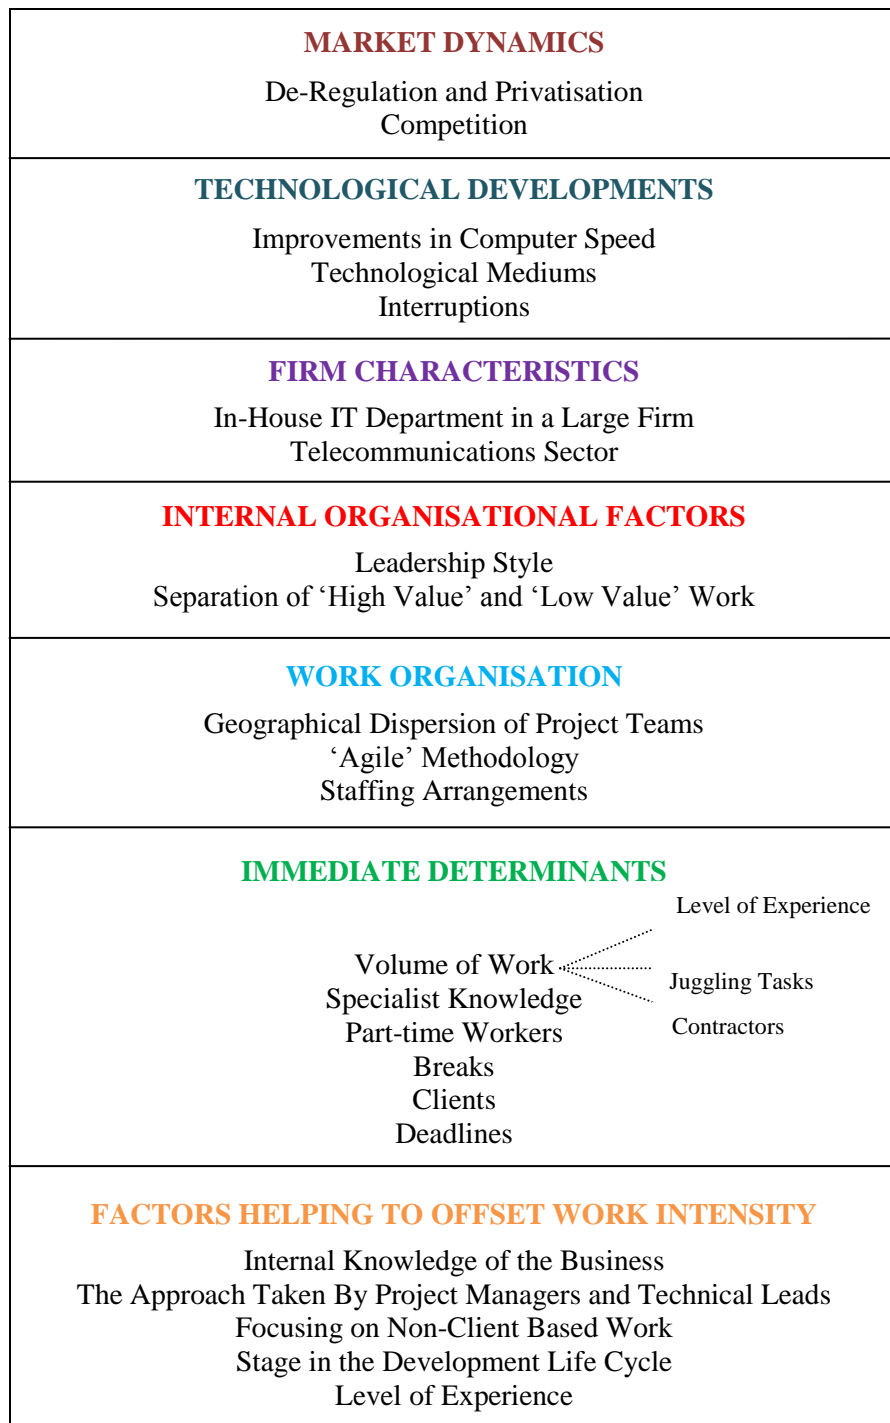 MARKET DYNAMICS
De-Regulation and Privatisation
Competition
TECHNOLOGICAL DEVELOPMENTS
Improvements in Computer Speed
Technological Mediums
Interruptions
FIRM CHARACTERISTICS
In-House IT Department in a Large Firm
Telecommunications Sector
INTERNAL ORGANISATIONAL FACTORS
Leadership Style
Separation of ‘High Value’ and ‘Low Value’ Work
WORK ORGANISATION
Geographical Dispersion of Project Teams
‘Agile’ Methodology
Staffing Arrangements
IMMEDIATE DETERMINANTS
Level of Experience
Volume of Work
Juggling Tasks
Specialist Knowledge
Contractors
Part-time Workers
Breaks
Clients
Deadlines
FACTORS HELPING TO OFFSET WORK INTENSITY
Internal Knowledge of the Business
The Approach Taken By Project Managers and Technical Leads
Focusing on Non-Client Based Work
Stage in the Development Life Cycle
Level of Experience